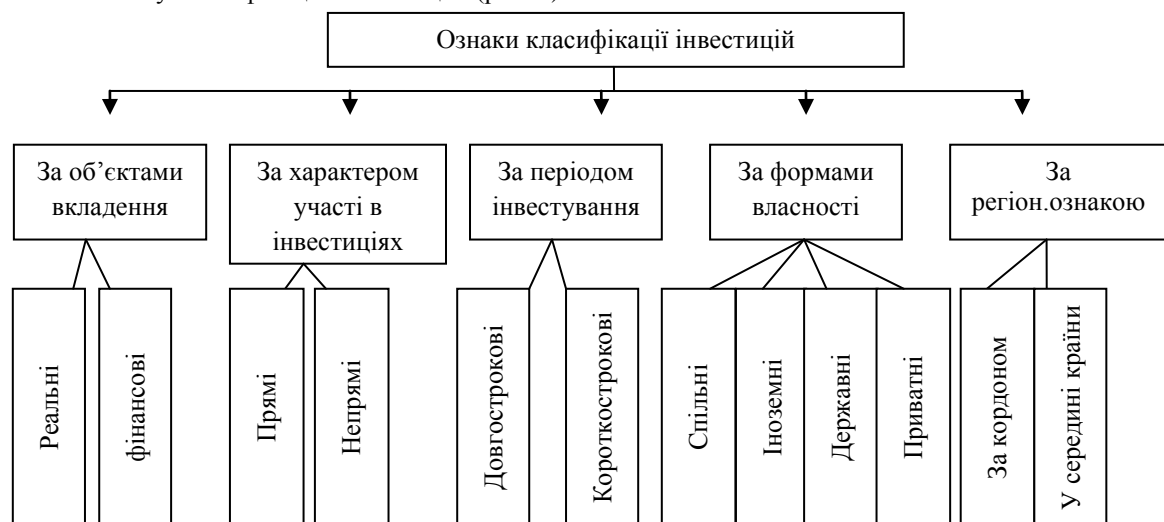 Ознаки класифікації інвестицій
За об’єктами
вкладення
За характером
участі в
інвестиціях
За періодом
інвестування
За формами
власності
За
регіон.ознакою
Реальні
фінансові
Прямі
Непрямі
Довгострокові
Короткострокові
Спільні
Іноземні
Державні
Приватні
За кордоном
У середині країни